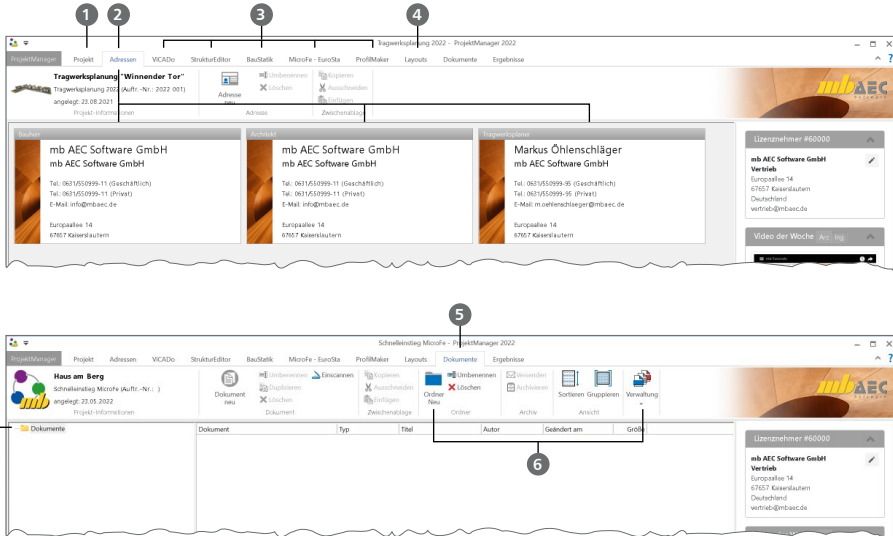 1 2 3 4
Tragwerksplanung 2022 - ProjektManager 2022
ProjektManager Projekt Adressen ViCADo StrukturEditor BauStatik MicroFe - EuroSta ProfilMaker Layouts Dokumente Ergebnisse
Tragwerksplanung "Winnender Tor"
Tragwerksplanung 2022 (Auftr.-Nr.: 2022 001)
angelegt: 23.08.2021
Projekt-Informationen
Adresse neu
Umbenennen
Löschen
Adresse
Kopieren
Ausschneiden
Einfügen
Zwischenablage
mb AEC
Software
Bauherr
mb AEC Software GmbH
mb AEC Software GmbH
Tel.: 0631/550999-11 (Geschäftlich)
Tel.: 0631/550999-11 (Privat)
E-Mail: info@mbaec.de
Europaallee 14
67657 Kaiserslautern
Architekt
mb AEC Software GmbH
mb AEC Software GmbH
Tel.: 0631/550999-11 (Geschäftlich)
Tel.: 0631/550999-11 (Privat)
E-Mail: info@mbaec.de
Europaallee 14
67657 Kaiserslautern
Tragwerksplaner
Markus Öhlenschläger
mb AEC Software GmbH
Tel.: 0631/550999-95 (Geschäftlich)
Tel.: 0631/550999-95 (Privat)
E-Mail: m.oehlenschlaeger@mbaec.de
Europaallee 14
67657 Kaiserslautern
Lizenznehmer #60000
mb AEC Software GmbH
Vertrieb
Europaallee 14
67657 Kaiserslautern
Deutschland
vertrieb@mbaec.de
Video der Woche Arc Ing
5
Schnelleinstieg MicroFe - ProjektManager 2022
ProjektManager Projekt Adressen ViCADo StrukturEditor BauStatik MicroFe - EuroSta ProfilMaker Layouts Dokumente Ergebnisse
Haus am Berg
Schnelleinstieg MicroFe (Auftr.-Nr.: )
angelegt: 23.05.2022
Projekt-Informationen
mb
Dokument neu
Umbenennen
Duplizieren
Löschen
Einscannen
Dokument
Kopieren
Ausschneiden
Einfügen
Zwischenablage
Ordner Neu
Umbenennen
Löschen
Ordner
Versenden
Archivieren
Archiv
Sortieren Gruppieren
Ansicht
Verwaltung
mb AEC
Software
Dokumente
Dokument Typ Titel Autor Geändert am Größe
6
Lizenznehmer #60000
mb AEC Software GmbH
Vertrieb
Europaallee 14
67657 Kaiserslautern
Deutschland
vertrieb@mbaec.de